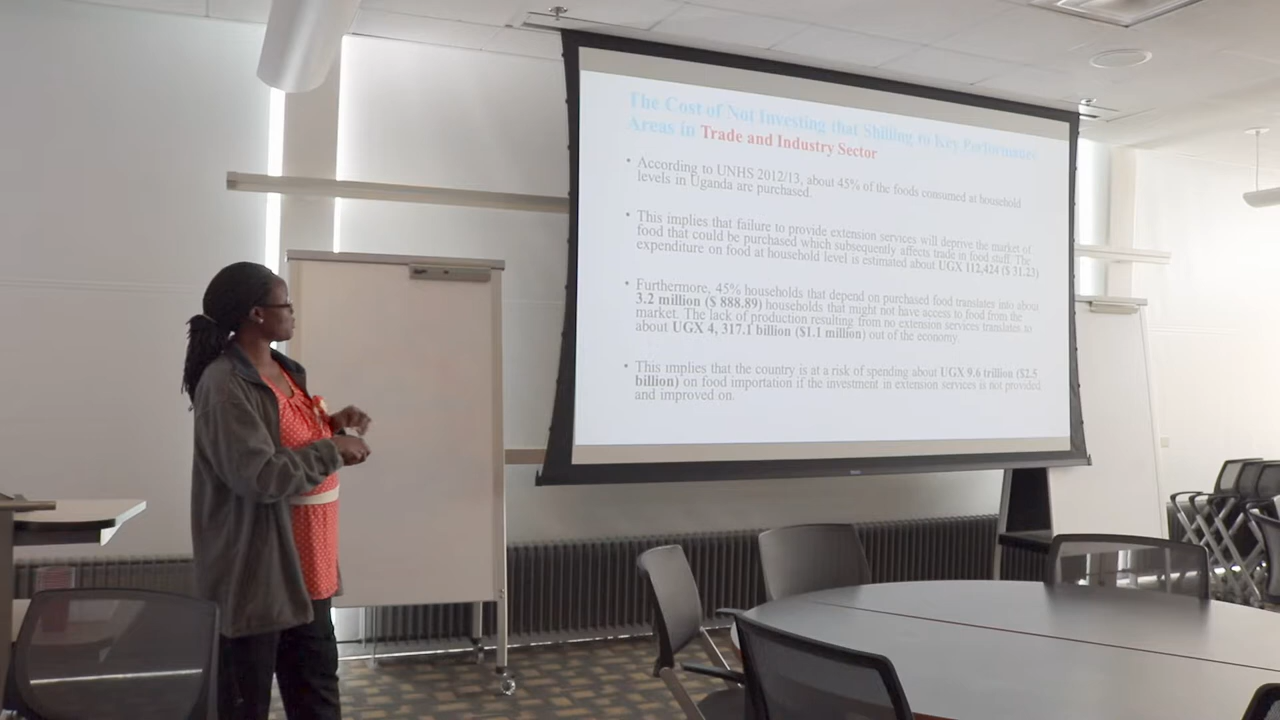 The Cost of Not Investing that Shilling to Key Performance
Areas in Trade and Industry Sector
• According to UNHS 2012/13, about 45% of the foods consumed at household
levels in Uganda are purchased.
• This implies that failure to provide extension services will deprive the market of
food that could be purchased which subsequently affects trade in food stuff. The
expenditure on food at household level is estimated about UGX 112,424 ($ 31.23)
• Furthermore, 45% households that depend on purchased food translates into about
3.2 million ($ 888.89) households that might not have access to food from the
market. The lack of production resulting from no extension services translates to
about UGX 4, 317.1 billion ($1.1 million) out of the economy.
• This implies that the country is at a risk of spending about UGX 9.6 trillion ($2.5
billion) on food importation if the investment in extension services is not provided
and improved on.